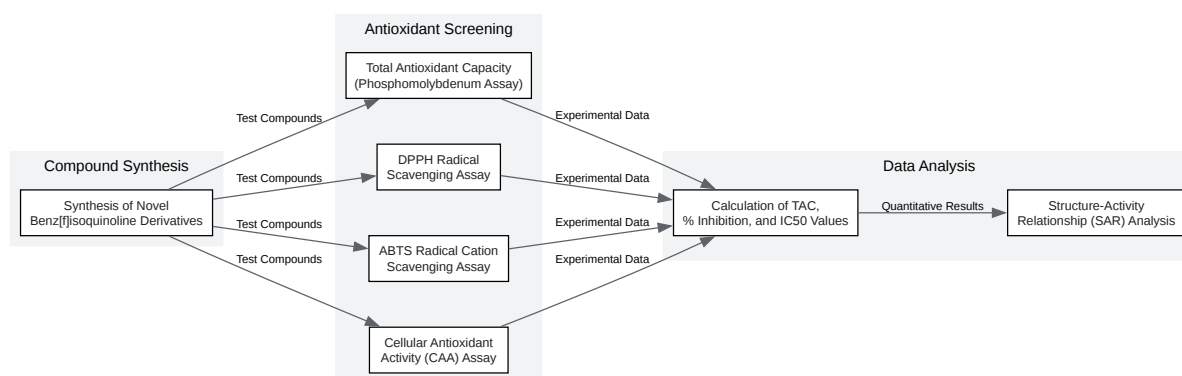 Antioxidant Screening
Total Antioxidant Capacity
(Phosphomolybdenum Assay)
Test Compounds
Experimental Data
Compound Synthesis
Synthesis of Novel
Benz[f]isoquinoline Derivatives
Test Compounds
DPPH Radical
Scavenging Assay
Experimental Data
Test Compounds
ABTS Radical Cation
Scavenging Assay
Experimental Data
Test Compounds
Cellular Antioxidant
Activity (CAA) Assay
Experimental Data
Data Analysis
Calculation of TAC,
% Inhibition, and IC50 Values
Quantitative Results
Structure-Activity
Relationship (SAR) Analysis